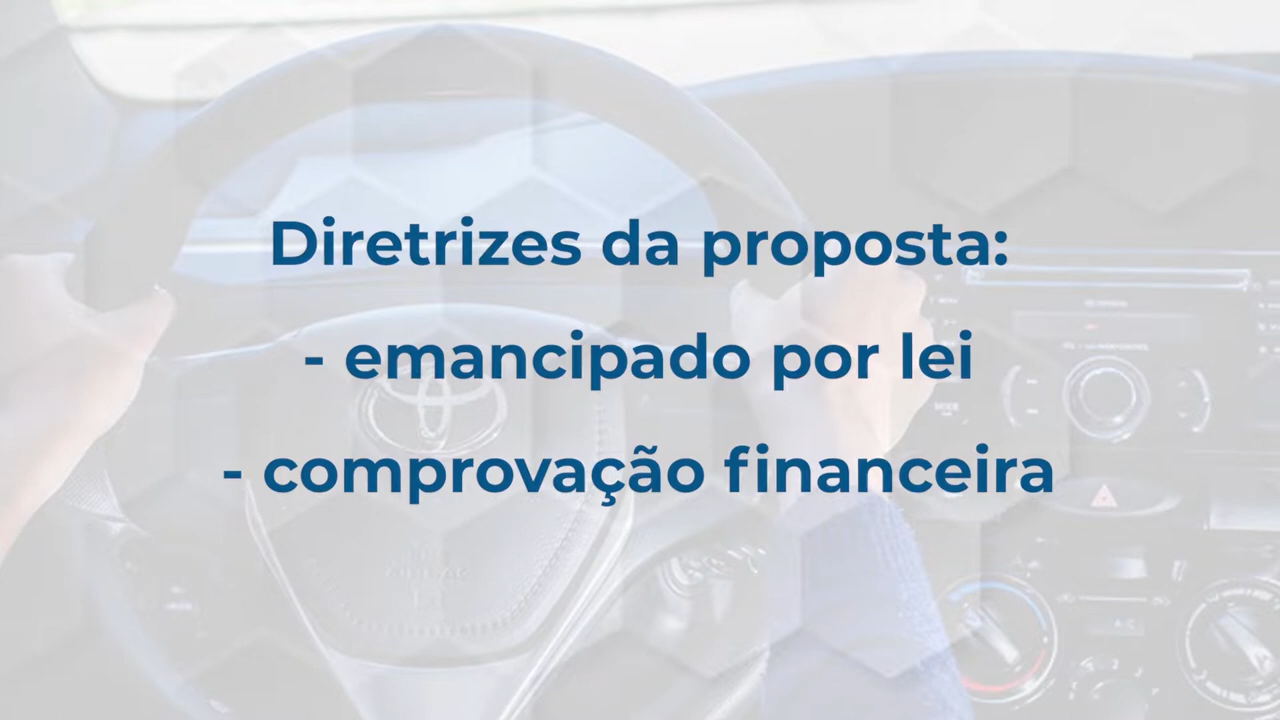 Diretrizes da proposta:
- emancipado por lei
- comprovação financeira